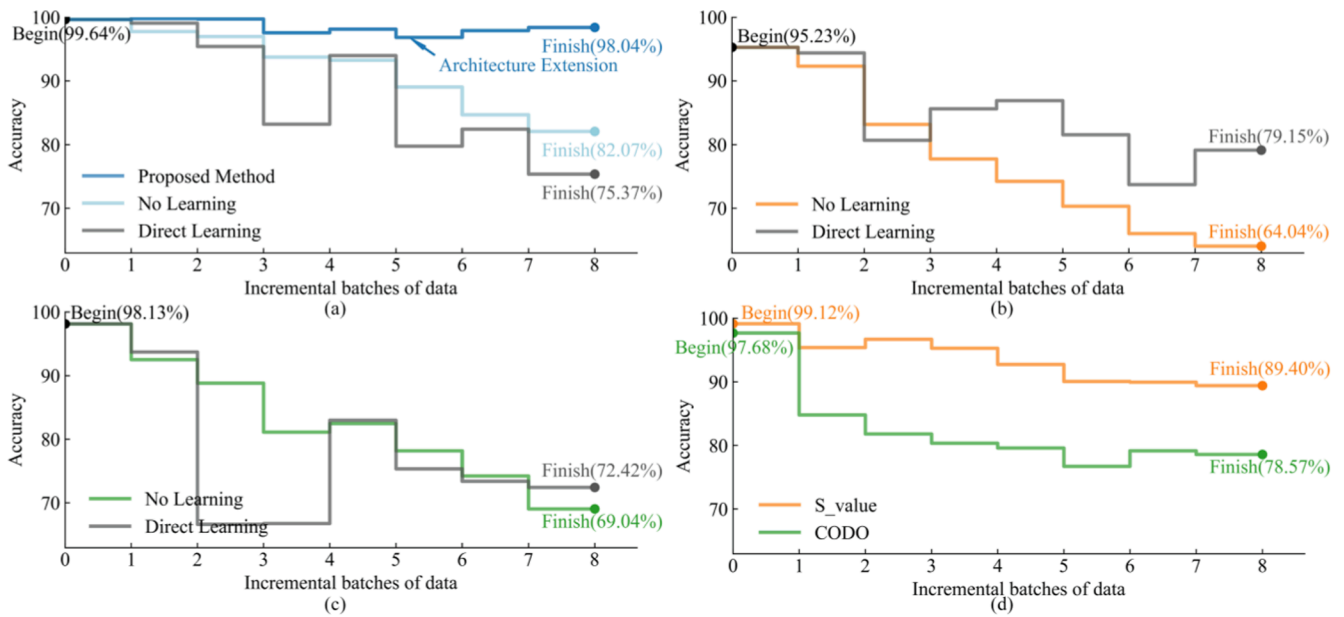 100
90
80
70
Accuracy
Begin(99.64%)
Finish(98.04%)
Architecture Extension
Finish(82.07%)
Finish(75.37%)
Proposed Method
No Learning
Direct Learning
0 1 2 3 4 5 6 7 8
Incremental batches of data
(a)
100
90
80
70
Accuracy
Begin(95.23%)
Finish(79.15%)
Finish(64.04%)
No Learning
Direct Learning
0 1 2 3 4 5 6 7 8
Incremental batches of data
(b)
100
90
80
70
Accuracy
Begin(98.13%)
Finish(72.42%)
Finish(69.04%)
No Learning
Direct Learning
0 1 2 3 4 5 6 7 8
Incremental batches of data
(c)
100
90
80
70
Accuracy
Begin(99.12%)
Begin(97.68%)
Finish(89.40%)
Finish(78.57%)
S_value
CODO
0 1 2 3 4 5 6 7 8
Incremental batches of data
(d)